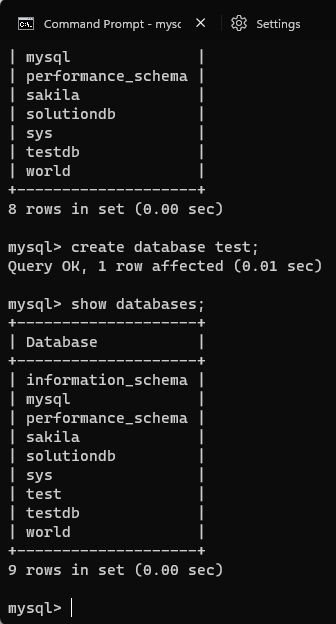 Command Prompt - mysc
Settings
| mysql              |
| performance_schema |
| sakila             |
| solutiondb         |
| sys                |
| testdb             |
| world              |
+--------------------+
8 rows in set (0.00 sec)
mysql> create database test;
Query OK, 1 row affected (0.01 sec)
mysql> show databases;
+--------------------+
| Database           |
+--------------------+
| information_schema |
| mysql              |
| performance_schema |
| sakila             |
| solutiondb         |
| sys                |
| test               |
| testdb             |
| world              |
+--------------------+
9 rows in set (0.00 sec)
mysql>